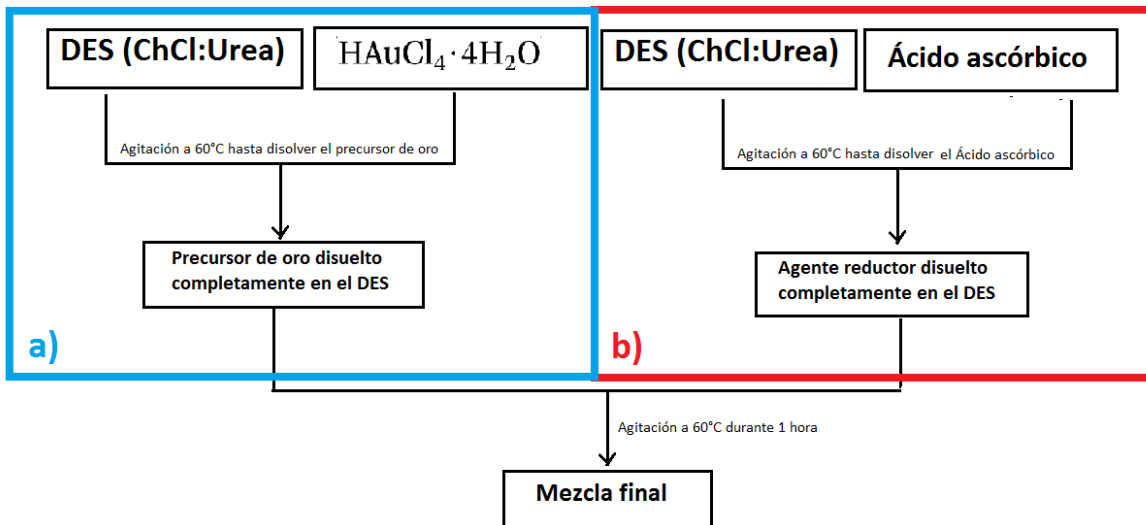 DES (ChCl:Urea)
HAuCl₄·4H₂O
DES (ChCl:Urea)
Ácido ascórbico
Agitación a 60°C hasta disolver el precursor de oro
Agitación a 60°C hasta disolver el Ácido ascórbico
Precursor de oro disuelto
completamente en el DES
Agente reductor disuelto
completamente en el DES
a)
b)
Agitación a 60°C durante 1 hora
Mezcla final